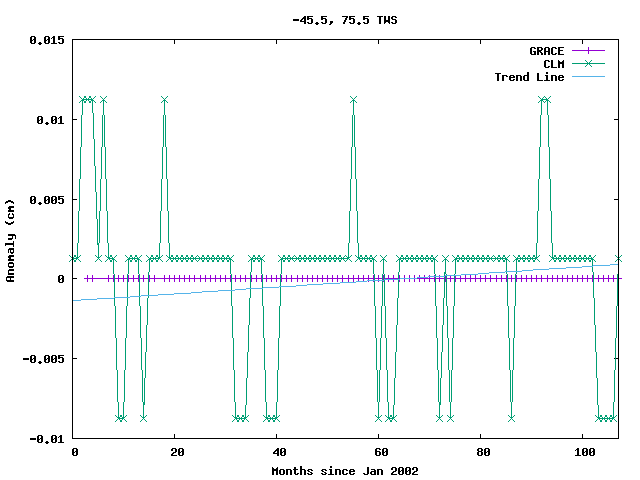 -45.5, 75.5 TWS
0.015
0.01
0.005
0
-0.005
-0.01
Anomaly (cm)
GRACE
CLM
Trend Line
0 20 40 60 80 100
Months since Jan 2002